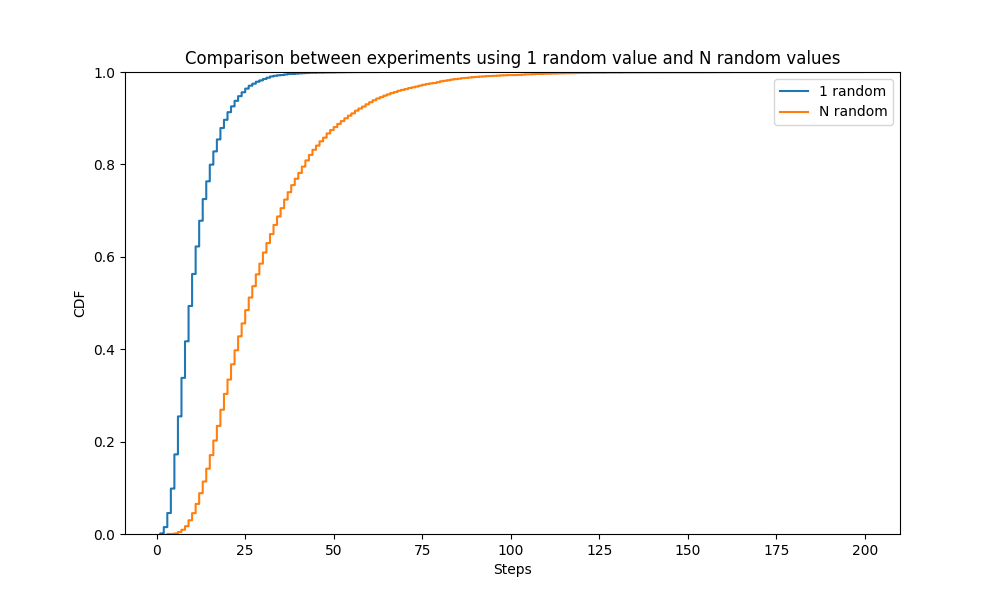 Comparison between experiments using 1 random value and N random values
1.0
0.8
0.6
0.4
0.2
0.0
CDF
1 random
N random
0 25 50 75 100 125 150 175 200
Steps